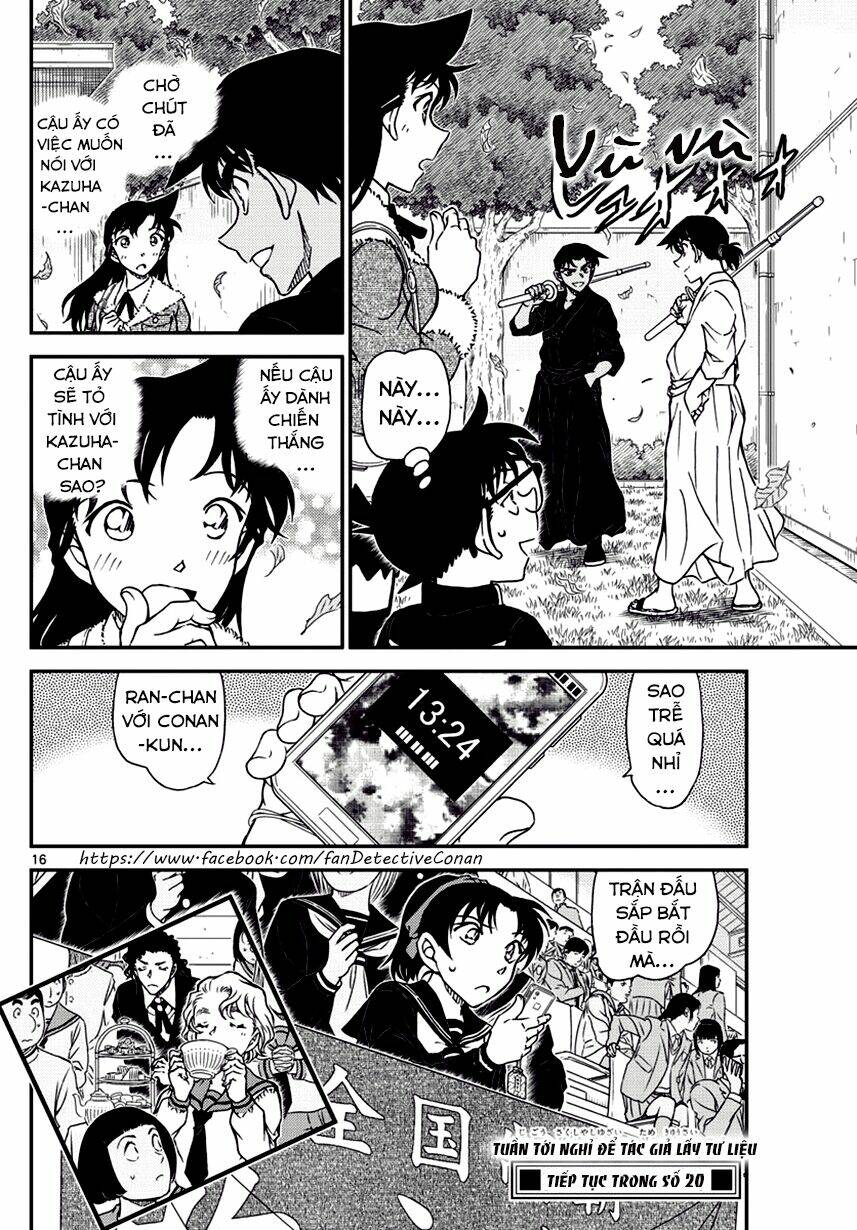 CHỜ
CHÚT
ĐÃ
...
CẬU ẤY CÓ
VIỆC MUỐN
NÓI VỚI
KAZUHA
-CHAN
...
Vù vù
NÀY...
NÀY...
NẾU CẬU
ẤY DÀNH
CHIẾN
THẮNG
...
CẬU ẤY
SẼ TỎ
TÌNH VỚI
KAZUHA-
CHAN
SAO?
SAO
TRỄ
QUÁ
NHỈ
...
13:24
RAN-CHAN
VỚI CONAN
-KUN...
16
https://www.facebook.com/fanDetectiveConan
TRẬN ĐẤU
SẮP BẮT
ĐẦU RỒI
MÀ...
全国
TUẦN TỚI NGHỈ ĐỂ TÁC GIẢ LẤY TƯ LIỆU
TIẾP TỤC TRONG SỐ 20